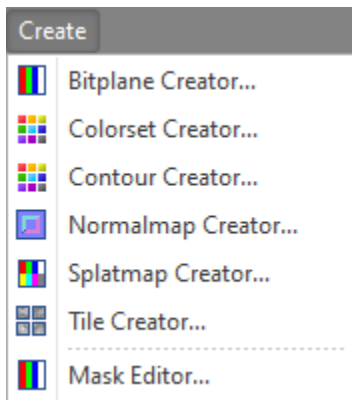 Create
Bitplane Creator...
Colorset Creator...
Contour Creator...
Normalmap Creator...
Splatmap Creator...
Tile Creator...
Mask Editor...